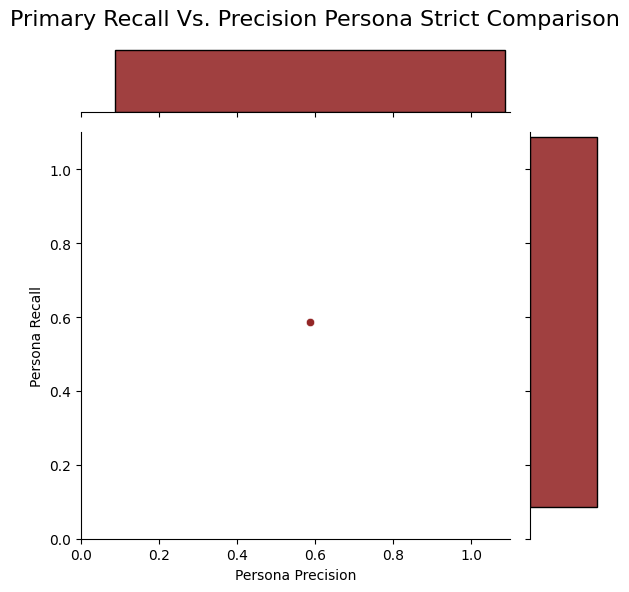 Primary Recall Vs. Precision Persona Strict Comparison
1.0
0.8
0.6
0.4
0.2
0.0
Persona Recall
0.0 0.2 0.4 0.6 0.8 1.0
Persona Precision